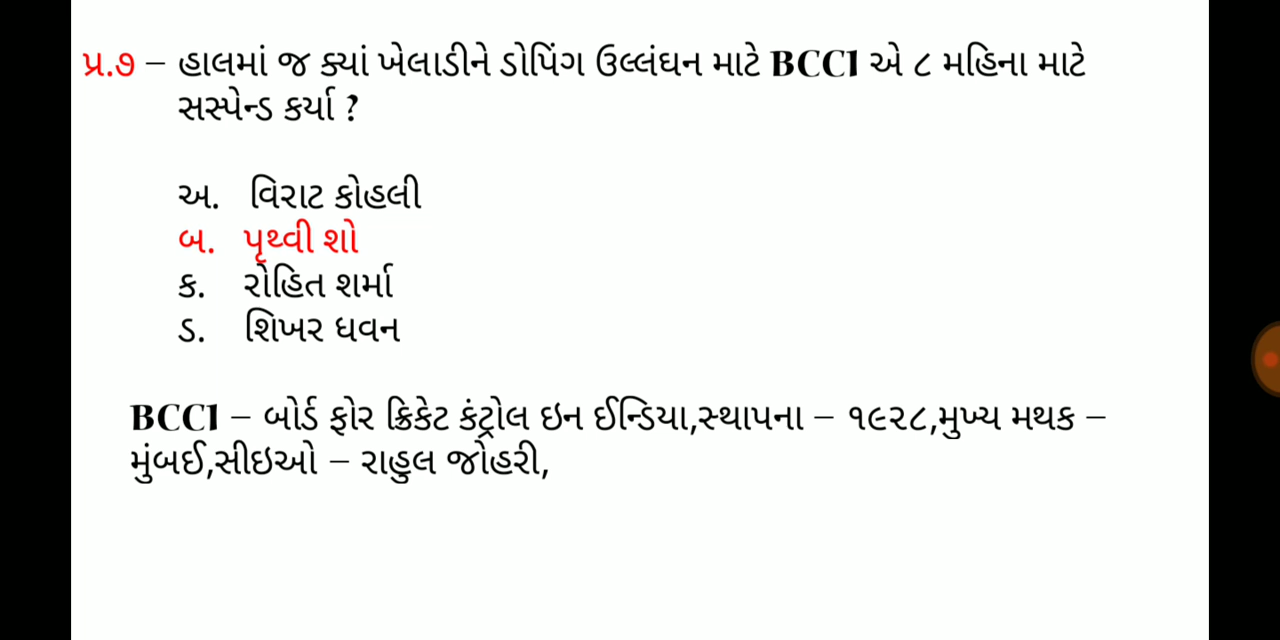 પ્ર.૭ – હાલમાં જ ક્યાં ખેલાડીને ડોપિંગ ઉલ્લંઘન માટે BCCI એ ૮ મહિના માટે
સસ્પેન્ડ કર્યા ?
અ. વિરાટ કોહલી
બ. પૃથ્વી શો
ક. રોહિત શર્મા
ડ. શિખર ધવન
BCCI – બોર્ડ ફોર ક્રિકેટ કંટ્રોલ ઇન ઈન્ડિયા,સ્થાપના – ૧૯૨૮,મુખ્ય મથક –
મુંબઈ,સીઇઓ – રાહુલ જોહરી,